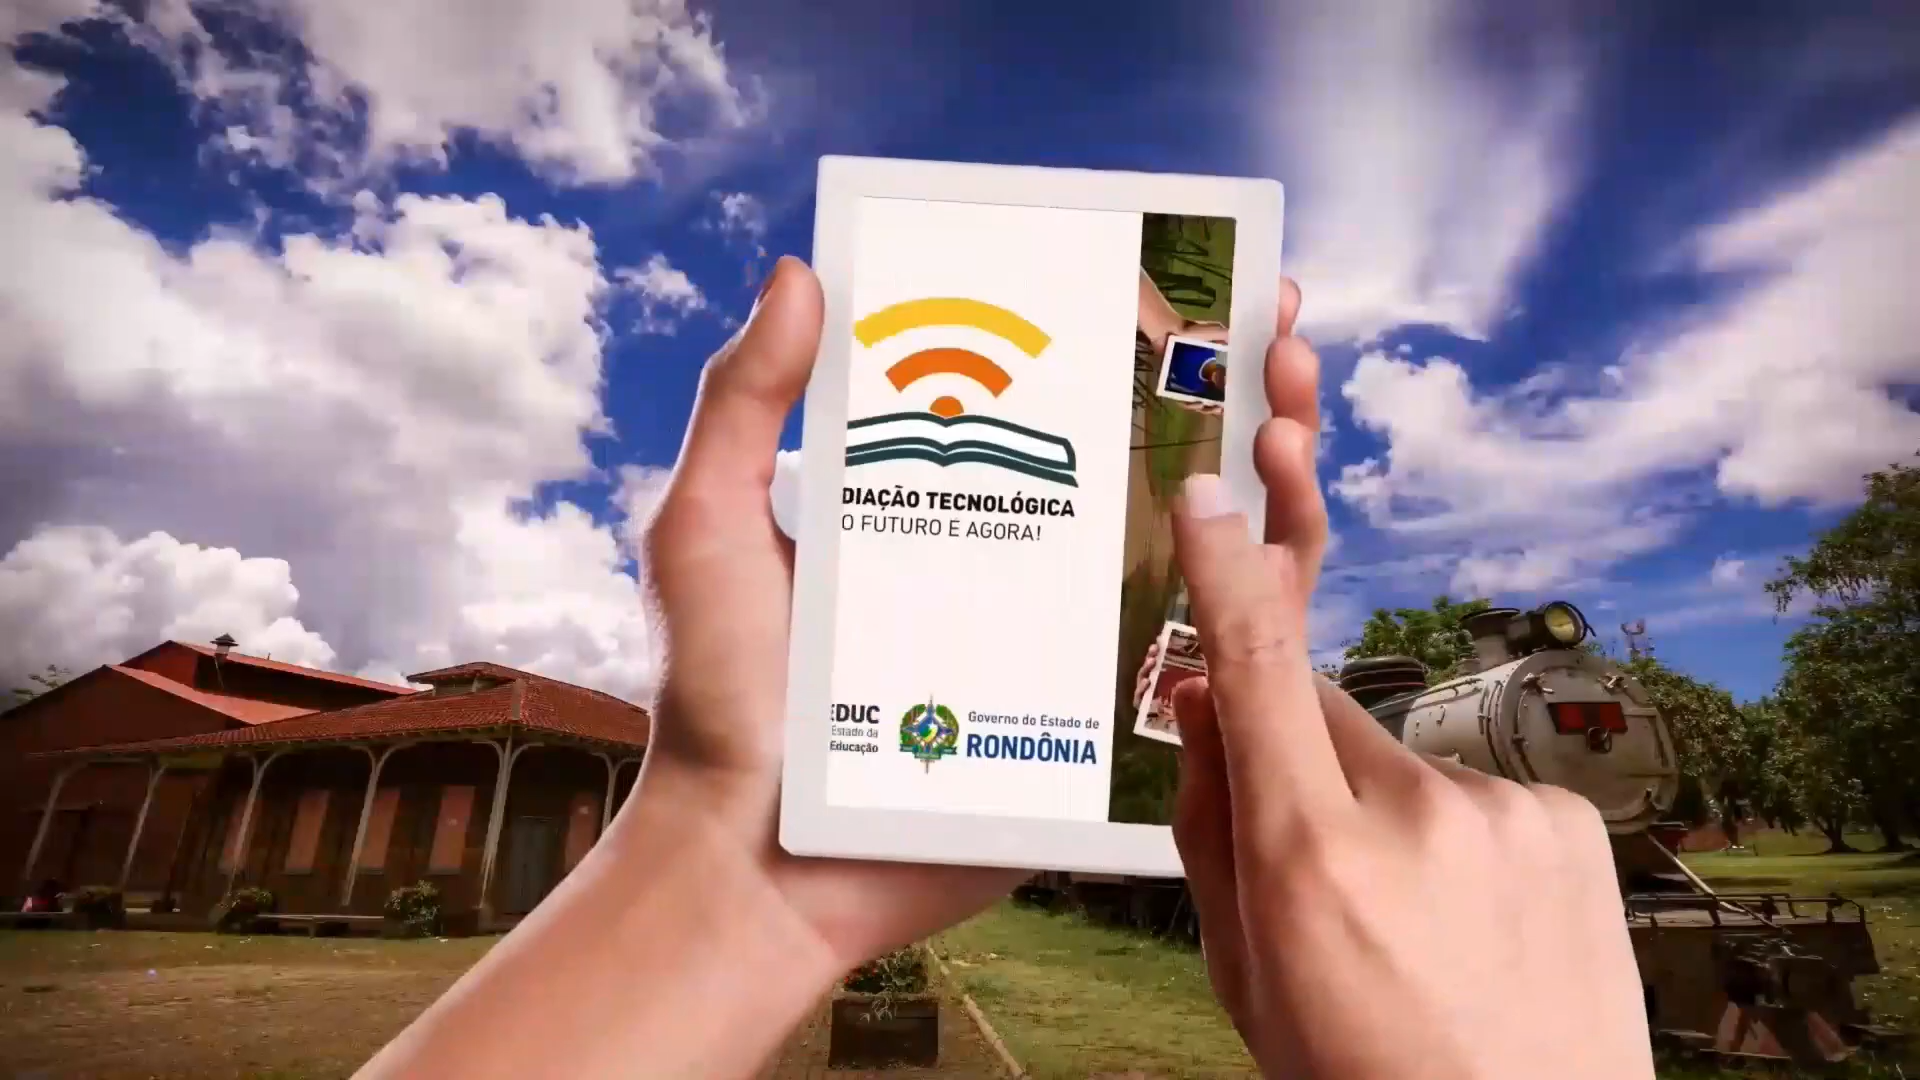 DIAÇÃO TECNOLÓGICA
O FUTURO É AGORA!
EDUC
Estado da
Educação
Governo do Estado de
RONDÔNIA